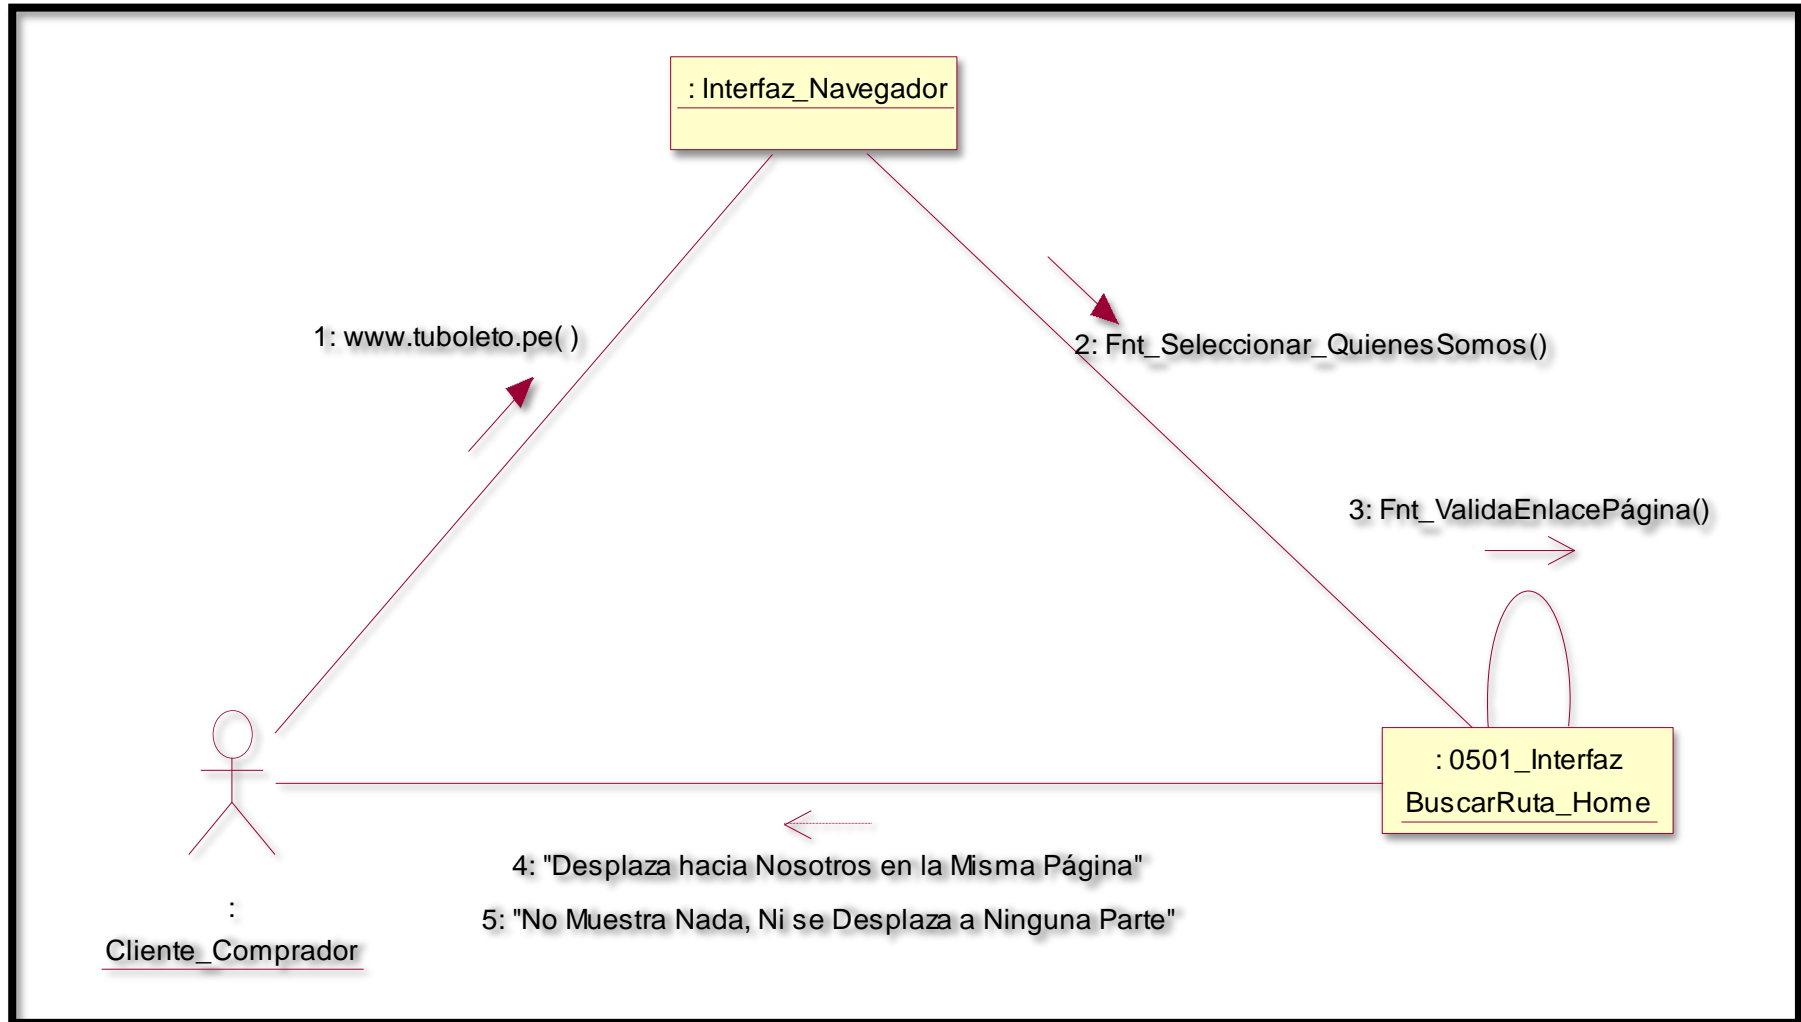 : Interfaz_Navegador
1: www.tuboleto.pe( )
2: Fnt_Seleccionar_QuienesSomos()
3: Fnt_ValidaEnlacePágina()
: 0501_Interfaz
BuscarRuta_Home
4: "Desplaza hacia Nosotros en la Misma Página"
5: "No Muestra Nada, Ni se Desplaza a Ninguna Parte"
:
Cliente_Comprador